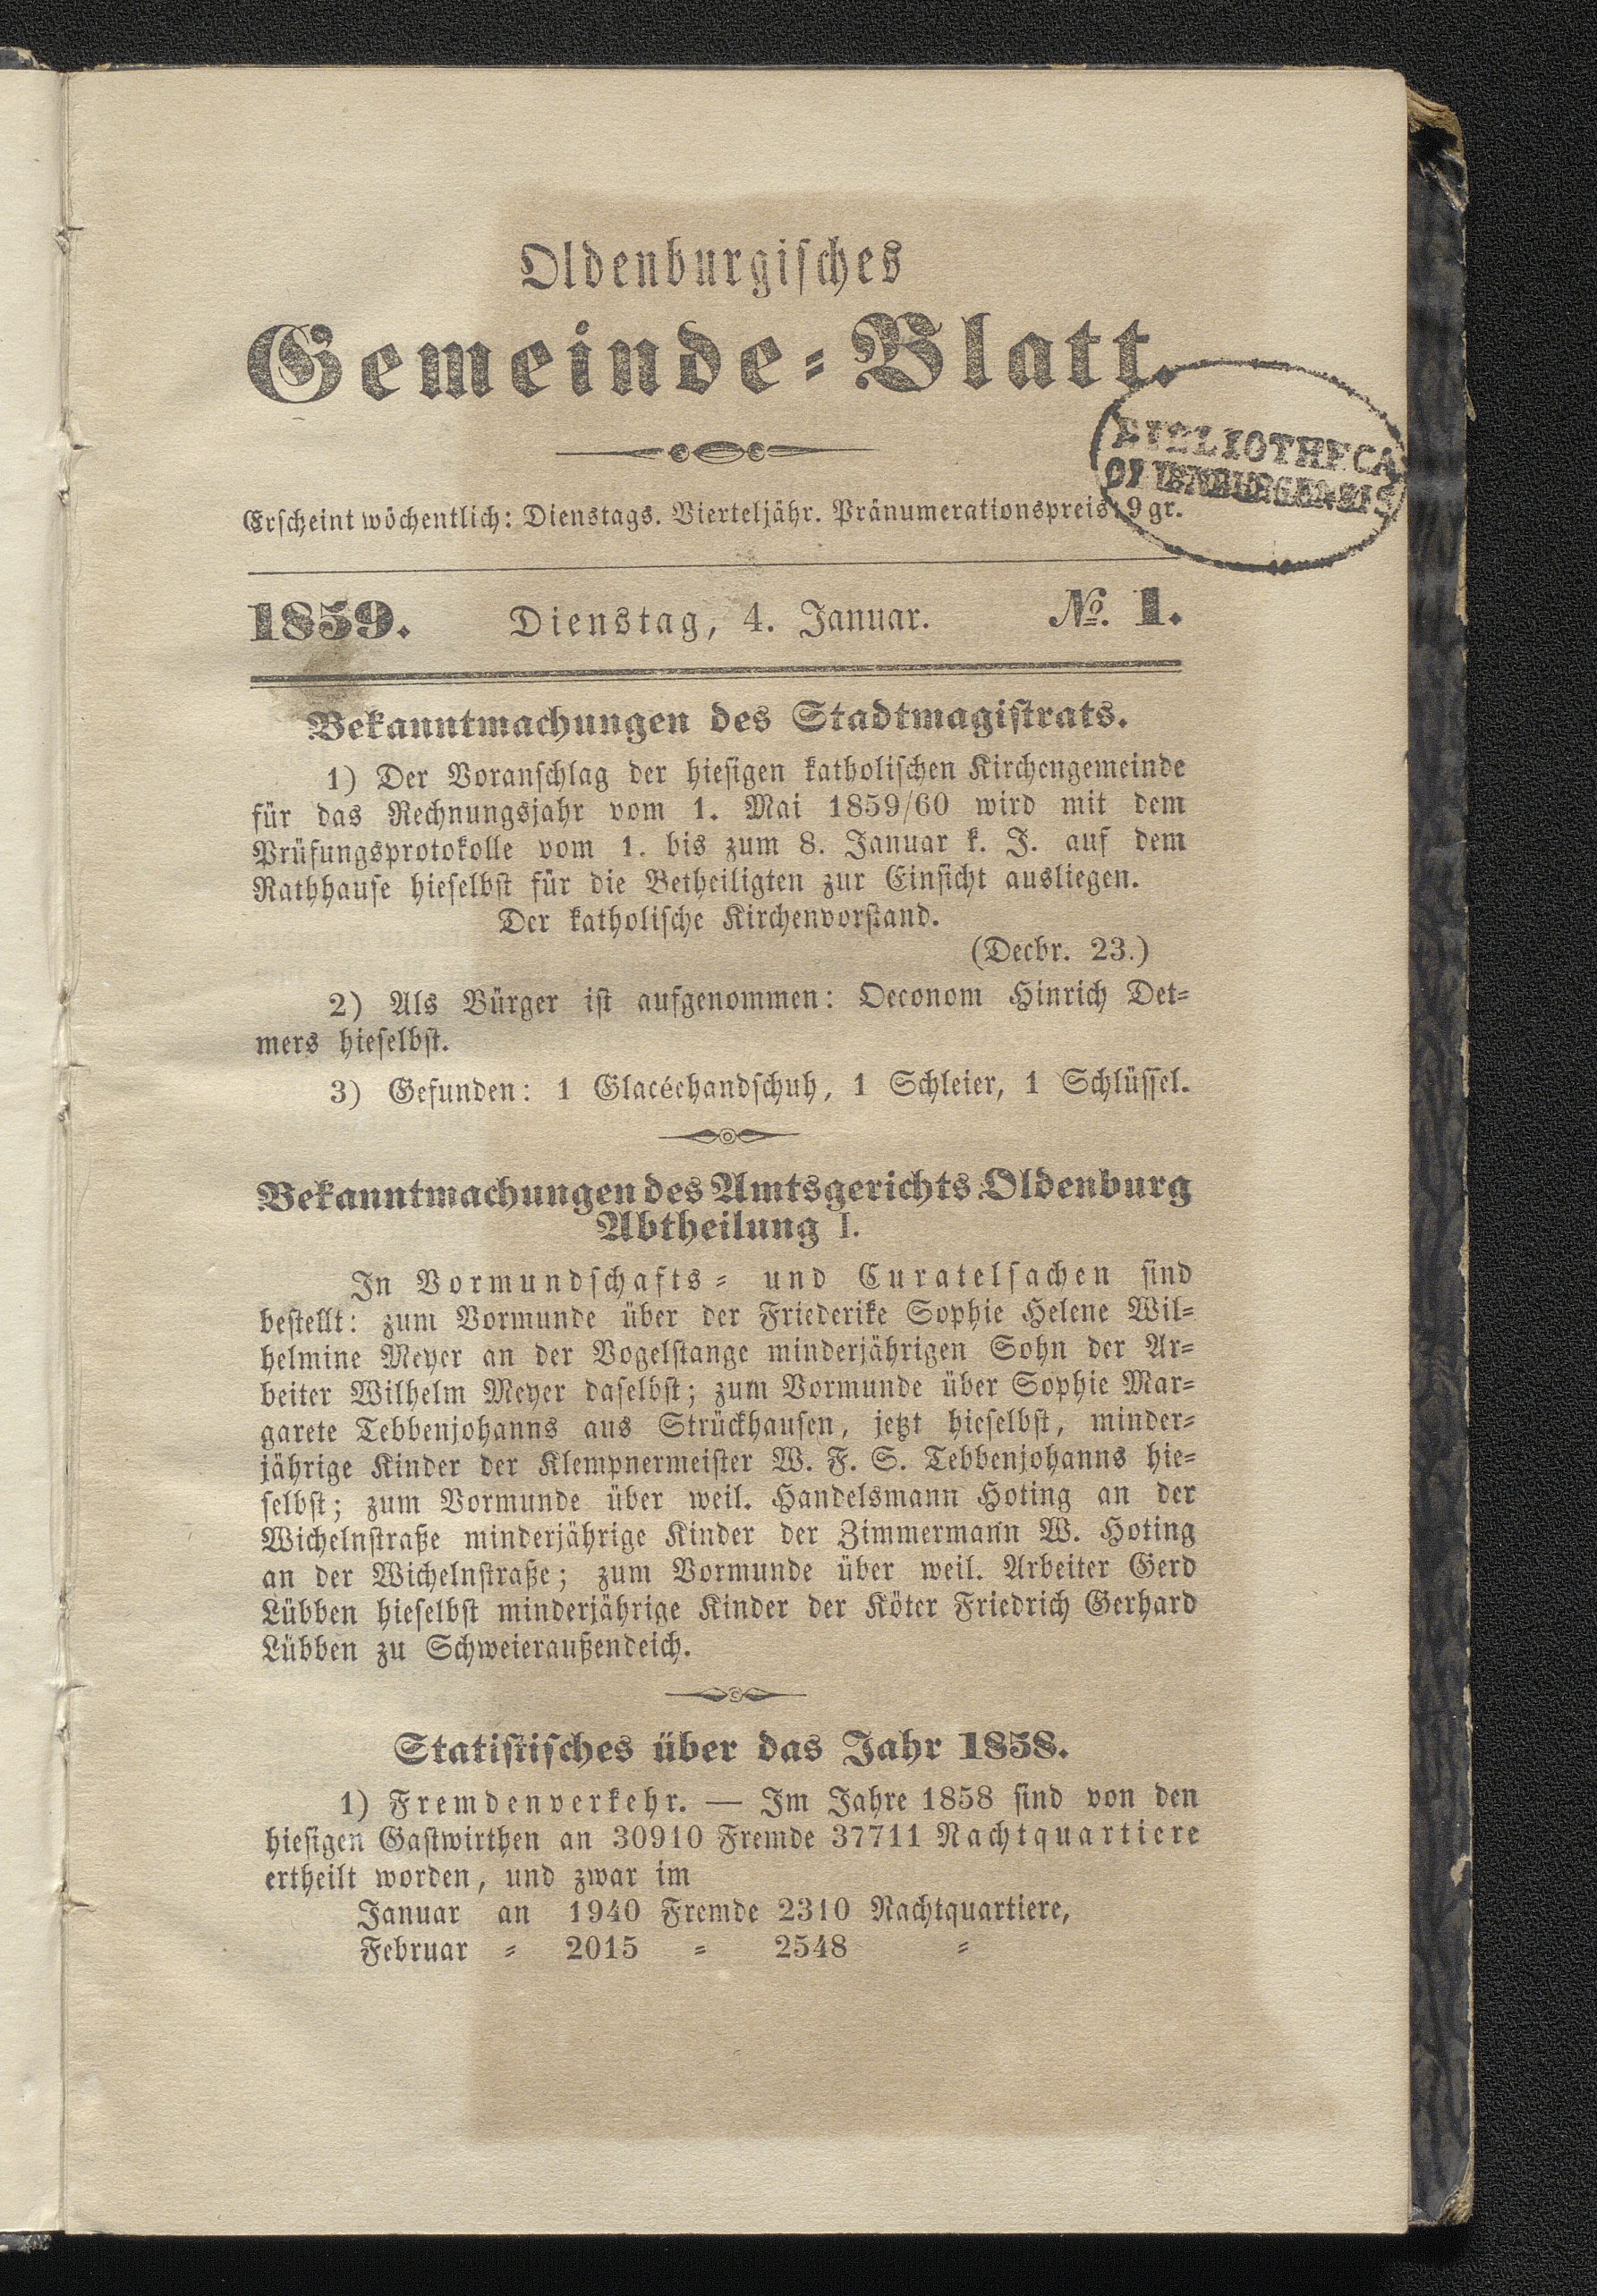 Oldenburgisches
Gemeinde-Blatt.
BIBLIOTHECA
OLDENBURGENSIS
Erscheint wöchentlich: Dienstags. Vierteljähr. Pränumerationspreis: 9 gr.
1859. Dienstag, 4. Januar. №. 1.
Bekanntmachungen des Stadtmagistrats.
1) Der Voranschlag der hiesigen katholischen Kirchengemeinde
für das Rechnungsjahr vom 1. Mai 1859/60 wird mit dem
Prüfungsprotokolle vom 1. bis zum 8. Januar k. J. auf dem
Rathhause hieselbst für die Betheiligten zur Einsicht ausliegen.
Der katholische Kirchenvorstand.
(Decbr. 23.)
2) Als Bürger ist aufgenommen: Oeconom Hinrich Det-
mers hieselbst.
3) Gefunden: 1 Glacéehandschuh, 1 Schleier, 1 Schlüssel.
Bekanntmachungen des Amtsgerichts Oldenburg
Abtheilung I.
In Vormundschafts- und Curatelsachen sind
bestellt: zum Vormunde über der Friederike Sophie Helene Wil-
helmine Meyer an der Vogelstange minderjährigen Sohn der Ar-
beiter Wilhelm Meyer daselbst; zum Vormunde über Sophie Mar-
garete Tebbenjohanns aus Strückhausen, jetzt hieselbst, minder-
jährige Kinder der Klempnermeister W. F. S. Tebbenjohanns hie-
selbst; zum Vormunde über weil. Handelsmann Hoting an der
Wichelnstraße minderjährige Kinder der Zimmermann W. Hoting
an der Wichelnstraße; zum Vormunde über weil. Arbeiter Gerd
Lübben hieselbst minderjährige Kinder der Köter Friedrich Gerhard
Lübben zu Schweieraußendeich.
Statistisches über das Jahr 1858.
1) Fremdenverkehr. — Im Jahre 1858 sind von den
hiesigen Gastwirthen an 30910 Fremde 37711 Nachtquartiere
ertheilt worden, und zwar im
Januar an 1940 Fremde 2310 Nachtquartiere,
Februar = 2015 = 2548 =